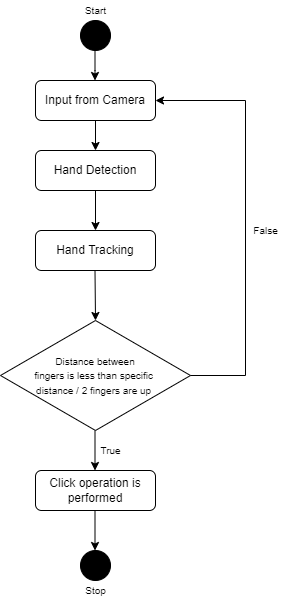 Start
Input from Camera
Hand Detection
Hand Tracking
False
Distance between
fingers is less than specific
distance / 2 fingers are up
True
Click operation is
performed
Stop